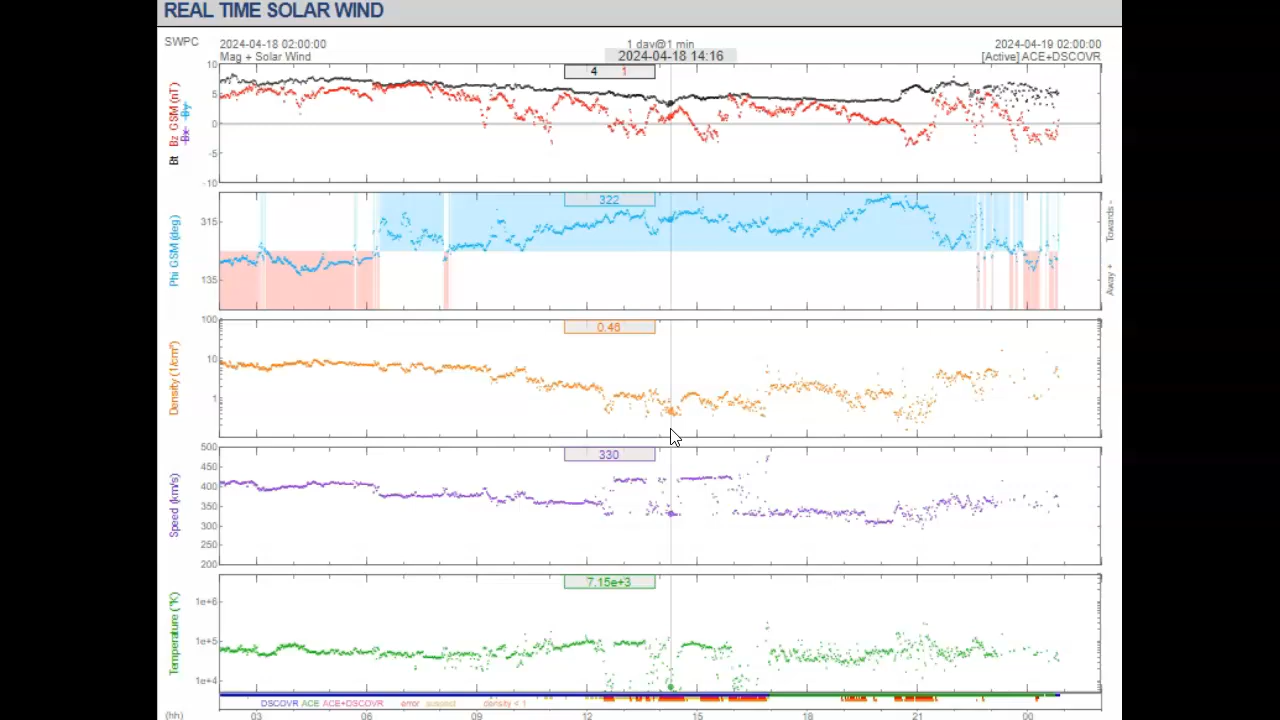 REAL TIME SOLAR WIND
SWPC 2024-04-18 02:00:00 1 day@1 min 2024-04-19 02:00:00
Mag + Solar Wind 2024-04-18 14:16 [Active] ACE+DSCOVR
4 1
10
5
0
-5
-10
Bt Bz GSM (nT)
-Bx- -By-
322
315
135
Phi GSM (deg)
Towards -
Away +
0.46
100
10
1
Density (1/cm³)
330
500
450
400
350
300
250
200
Speed (km/s)
7.15e+3
1e+6
1e+5
1e+4
Temperature (°K)
DSCOVR ACE ACE+DSCOVR error suspect density < 1
(hh) 03 06 09 12 15 18 21 00